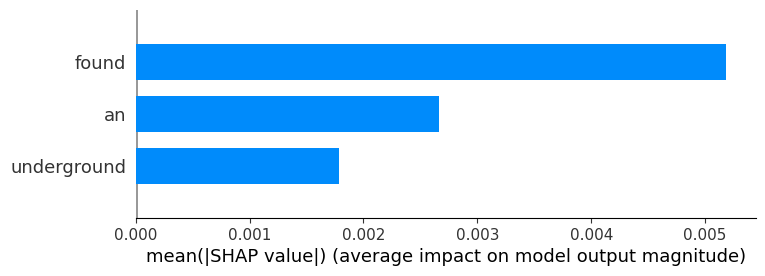 found
an
underground
0.000 0.001 0.002 0.003 0.004 0.005
mean(|SHAP value|) (average impact on model output magnitude)